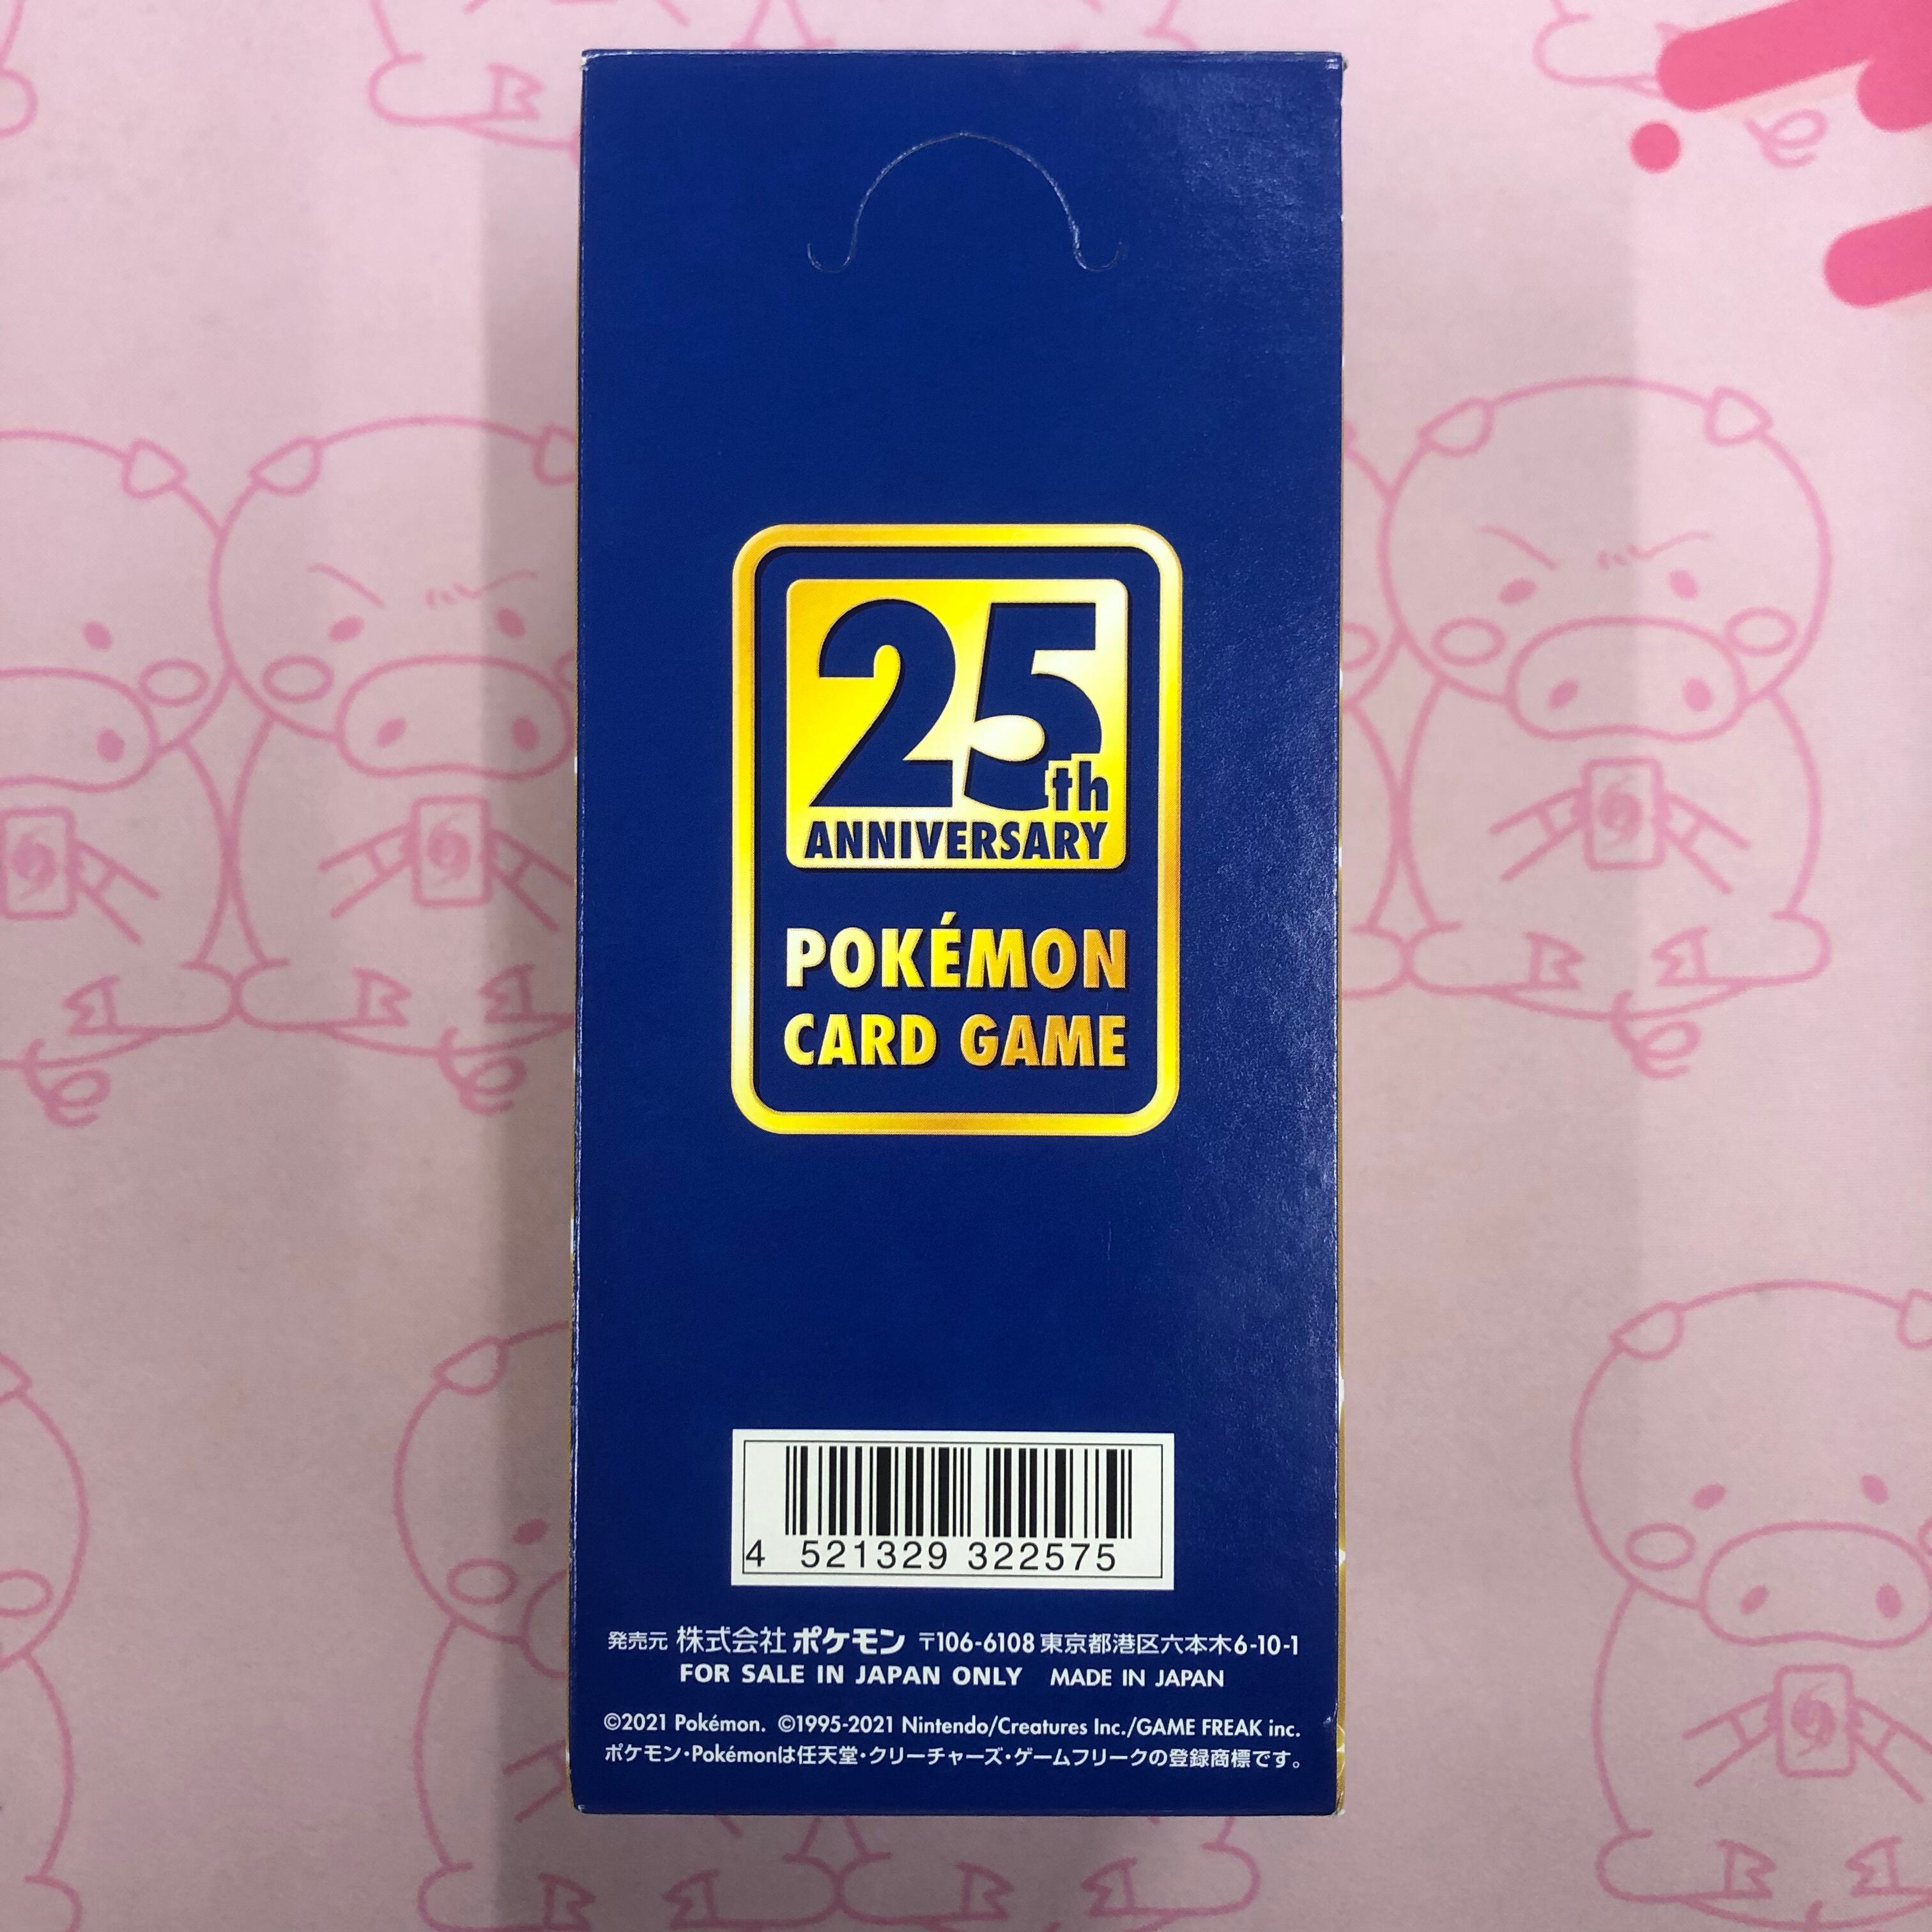 25th
ANNIVERSARY
POKÉMON
CARD GAME
4 521329 322575
発売元 株式会社ポケモン 〒106-6108 東京都港区六本木6-10-1
FOR SALE IN JAPAN ONLY MADE IN JAPAN
©2021 Pokémon. ©1995-2021 Nintendo/Creatures Inc./GAME FREAK inc.
ポケモン・Pokémonは任天堂・クリーチャーズ・ゲームフリークの登録商標です。